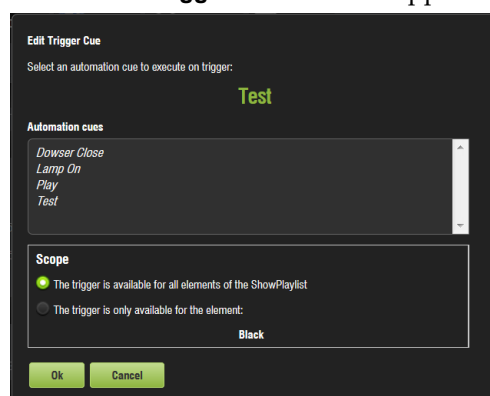 Edit Trigger Cue
Select an automation cue to execute on trigger:
Test
Automation cues
Dowser Close
Lamp On
Play
Test
Scope
The trigger is available for all elements of the ShowPlaylist
The trigger is only available for the element:
Black
Ok Cancel